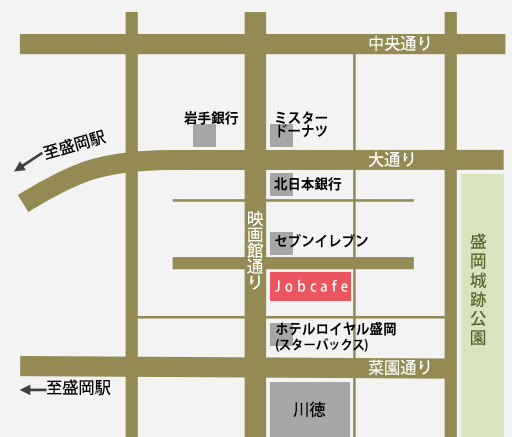 中央通り
岩手銀行
ミスター
ドーナツ
至盛岡駅
大通り
北日本銀行
映画館通り
セブンイレブン
盛岡城跡公園
Jobcafe
ホテルロイヤル盛岡
(スターバックス)
菜園通り
至盛岡駅
川徳